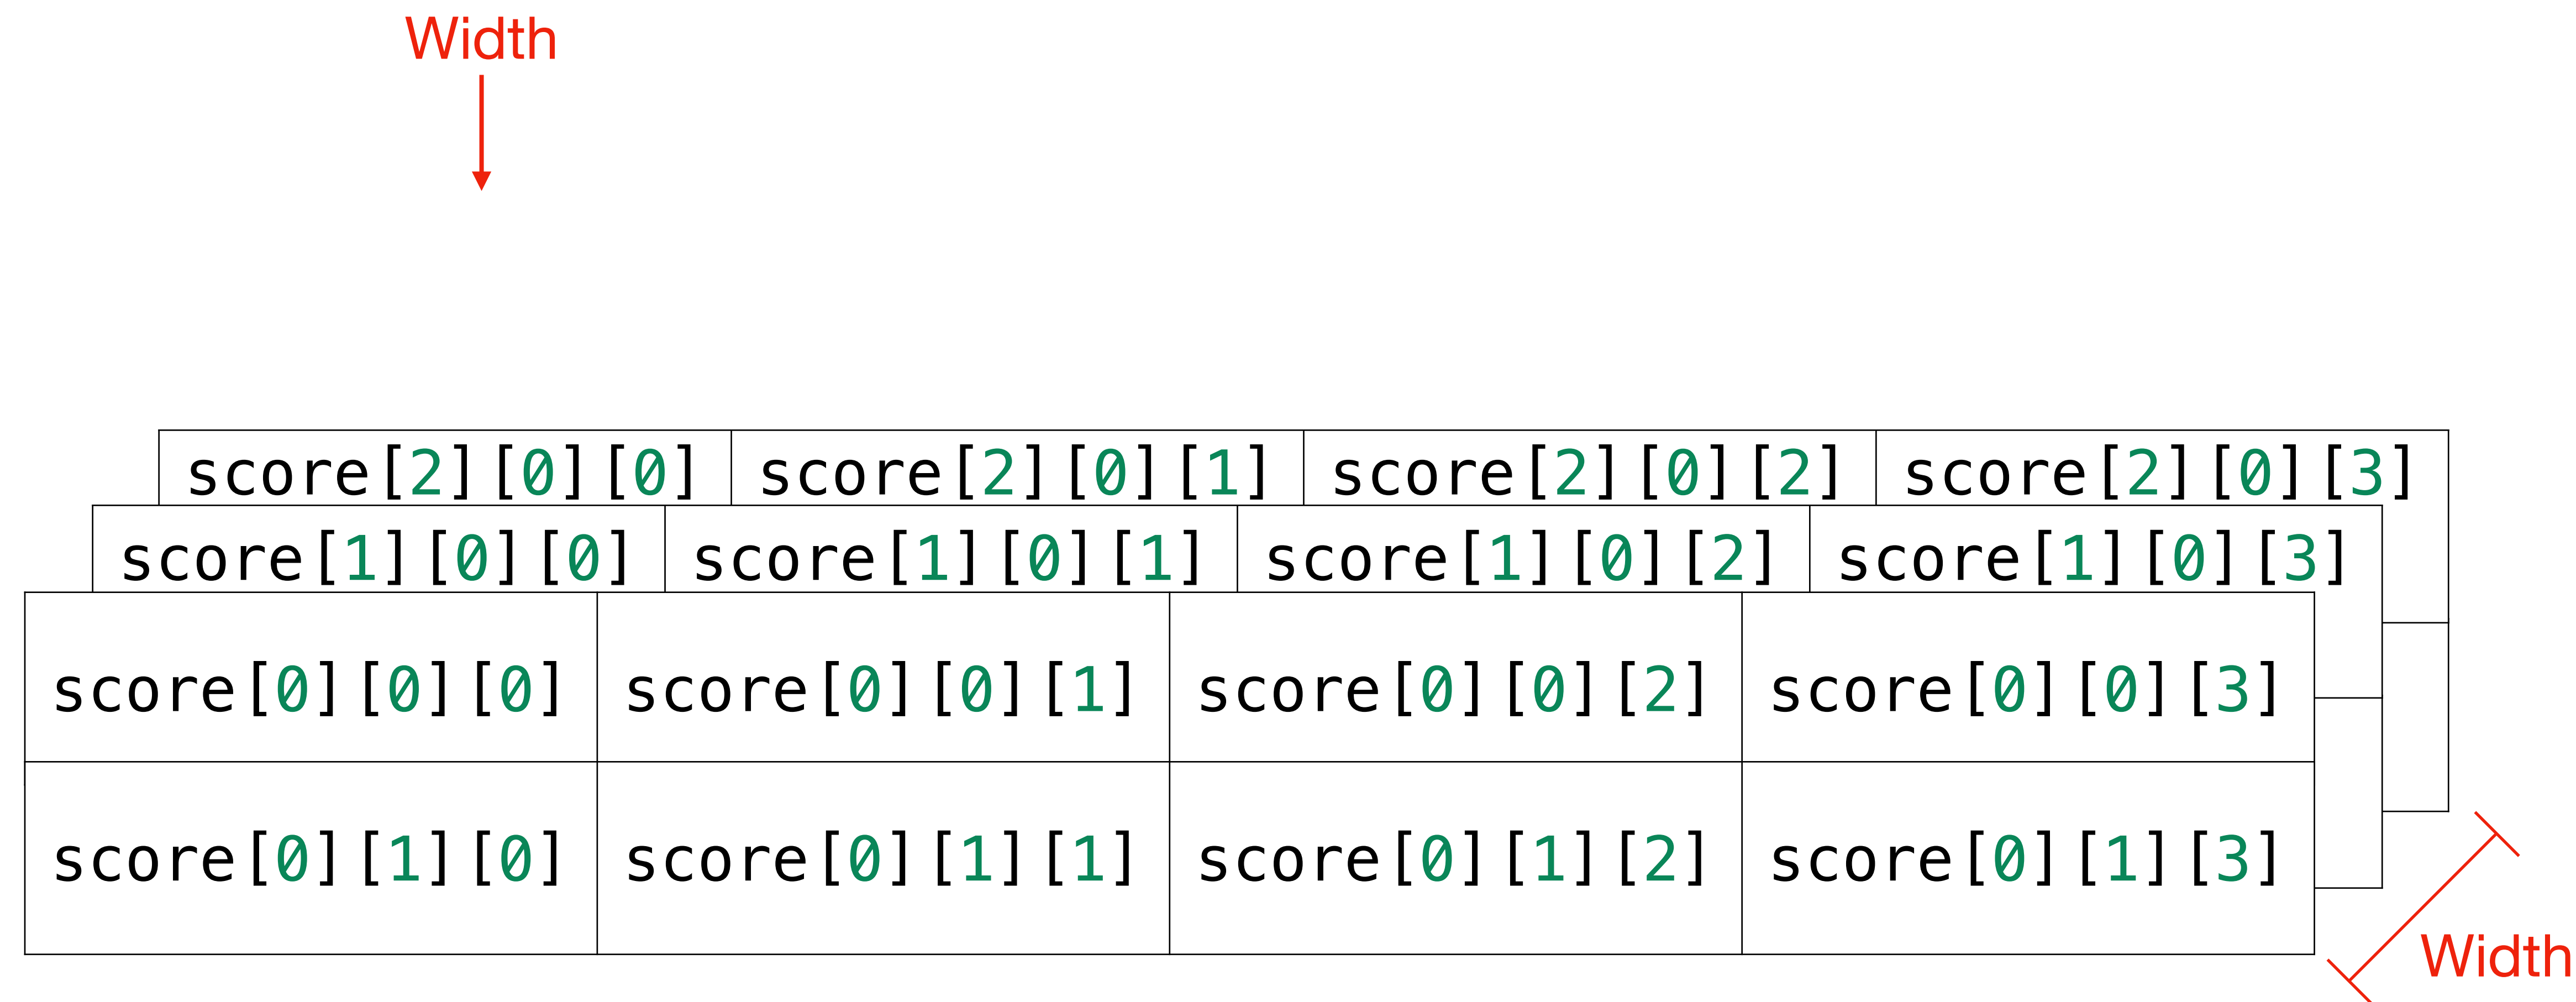 Width
score[2][0][0] score[2][0][1] score[2][0][2] score[2][0][3]
score[1][0][0] score[1][0][1] score[1][0][2] score[1][0][3]
score[0][0][0] score[0][0][1] score[0][0][2] score[0][0][3]
score[0][1][0] score[0][1][1] score[0][1][2] score[0][1][3]
Width